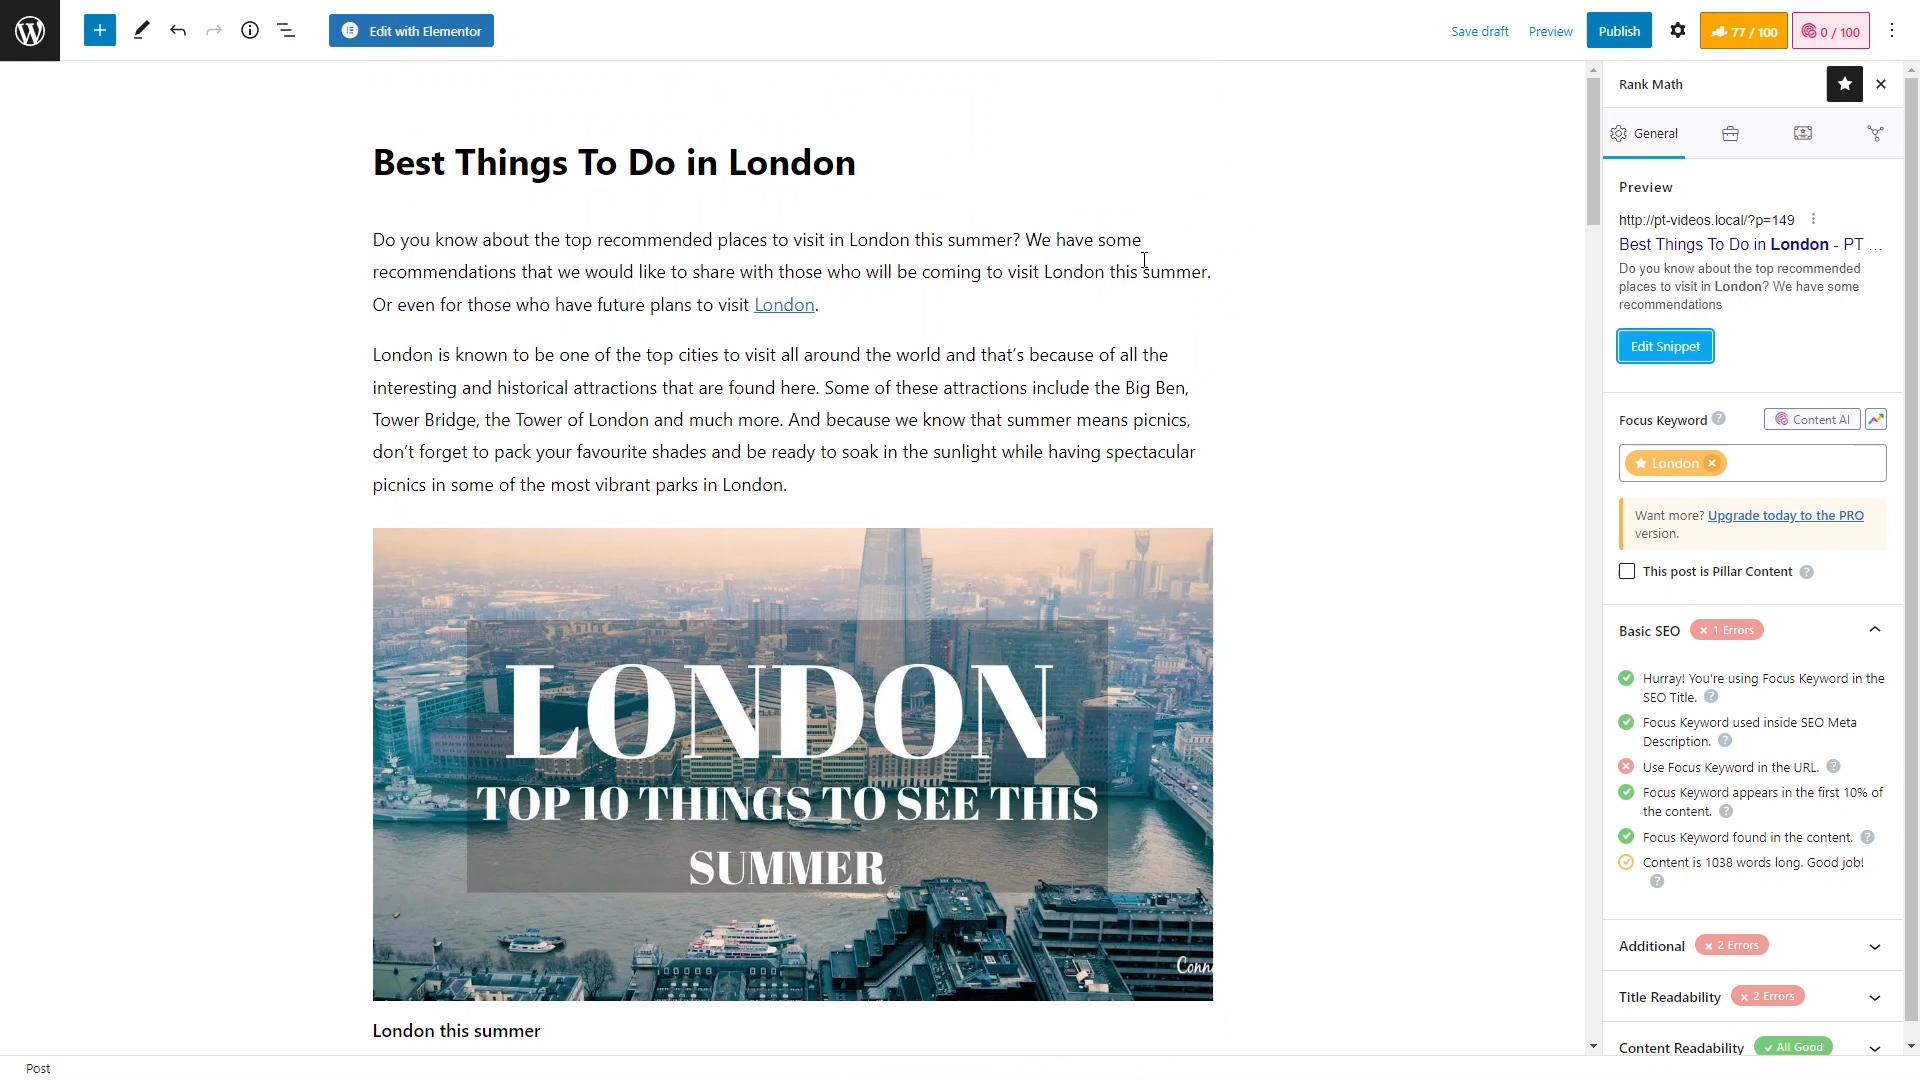 Edit with Elementor
Save draft
Preview
Publish
77 / 100
0 / 100
Rank Math
General
Best Things To Do in London
Do you know about the top recommended places to visit in London this summer? We have some
recommendations that we would like to share with those who will be coming to visit London this summer.
Or even for those who have future plans to visit London.
London is known to be one of the top cities to visit all around the world and that's because of all the
interesting and historical attractions that are found here. Some of these attractions include the Big Ben,
Tower Bridge, the Tower of London and much more. And because we know that summer means picnics,
don't forget to pack your favourite shades and be ready to soak in the sunlight while having spectacular
picnics in some of the most vibrant parks in London.
LONDON
TOP 10 THINGS TO SEE THIS
SUMMER
London this summer
Preview
http://pt-videos.local/?p=149
Best Things To Do in London - PT ...
Do you know about the top recommended
places to visit in London? We have some
recommendations
Edit Snippet
Focus Keyword
Content AI
London
Want more? Upgrade today to the PRO
version.
This post is Pillar Content
Basic SEO
1 Errors
Hurray! You're using Focus Keyword in the
SEO Title.
Focus Keyword used inside SEO Meta
Description.
Use Focus Keyword in the URL.
Focus Keyword appears in the first 10% of
the content.
Focus Keyword found in the content.
Content is 1038 words long. Good job!
Additional
2 Errors
Title Readability
2 Errors
Content Readability
All Good
Post